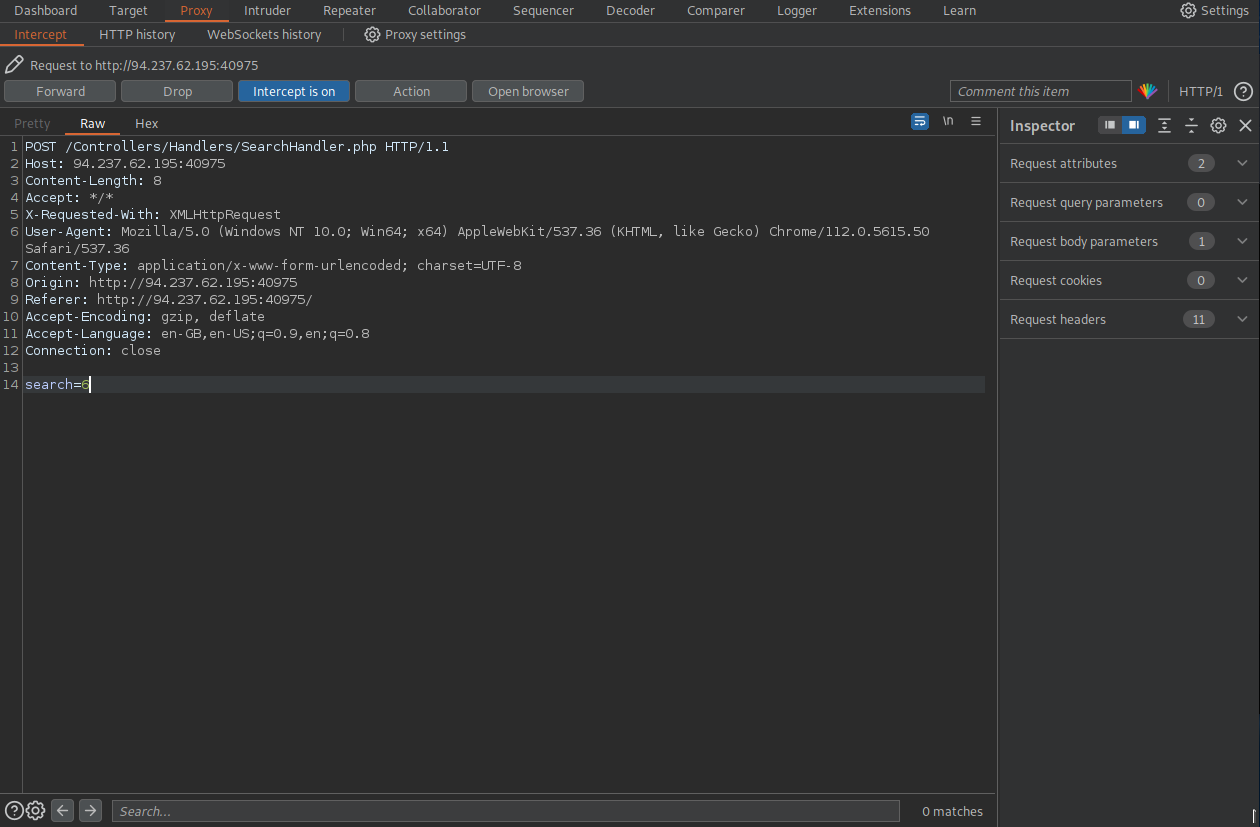 Dashboard Target Proxy Intruder Repeater Collaborator Sequencer Decoder Comparer Logger Extensions Learn Settings
Intercept HTTP history WebSockets history Proxy settings
Request to http://94.237.62.195:40975
Forward Drop Intercept is on Action Open browser Comment this item HTTP/1 ?
Pretty Raw Hex \n
Inspector
1 POST /Controllers/Handlers/SearchHandler.php HTTP/1.1
2 Host: 94.237.62.195:40975
3 Content-Length: 8
4 Accept: */*
5 X-Requested-With: XMLHttpRequest
6 User-Agent: Mozilla/5.0 (Windows NT 10.0; Win64; x64) AppleWebKit/537.36 (KHTML, like Gecko) Chrome/112.0.5615.50
Safari/537.36
7 Content-Type: application/x-www-form-urlencoded; charset=UTF-8
8 Origin: http://94.237.62.195:40975
9 Referer: http://94.237.62.195:40975/
10 Accept-Encoding: gzip, deflate
11 Accept-Language: en-GB,en-US;q=0.9,en;q=0.8
12 Connection: close
13
14 search=6
Request attributes 2
Request query parameters 0
Request body parameters 1
Request cookies 0
Request headers 11
? Search... 0 matches